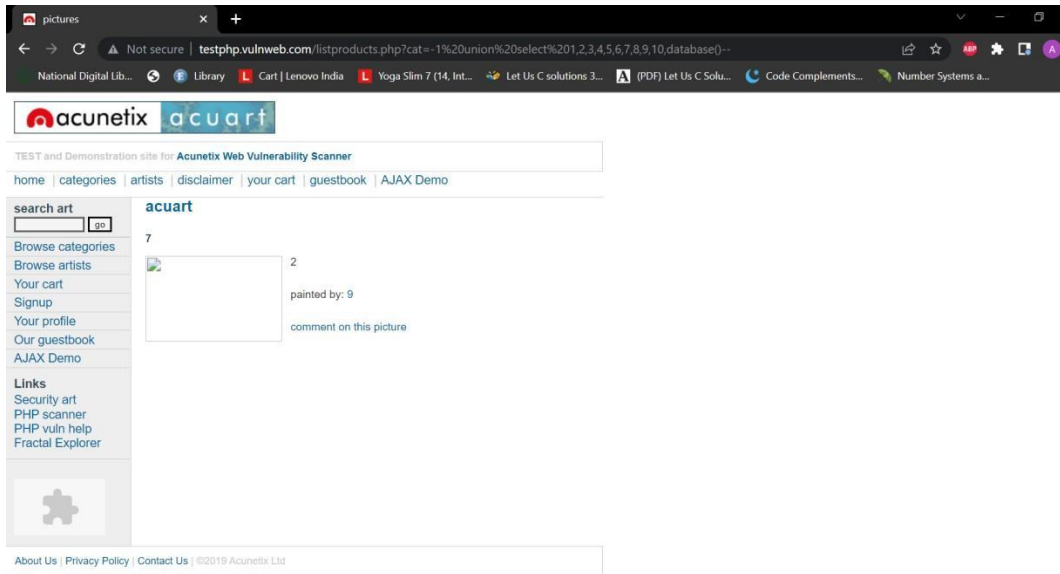 pictures
Not secure | testphp.vulnweb.com/listproducts.php?cat=-1%20union%20select%201,2,3,4,5,6,7,8,9,10,database()--
ABP
A
National Digital Lib... Library L Cart | Lenovo India L Yoga Slim 7 (14, Int... Let Us C solutions 3... A (PDF) Let Us C Solu... Code Complements... Number Systems a...
acunetix acuart
TEST and Demonstration site for Acunetix Web Vulnerability Scanner
home | categories | artists | disclaimer | your cart | guestbook | AJAX Demo
search art
go
Browse categories
Browse artists
Your cart
Signup
Your profile
Our guestbook
AJAX Demo
Links
Security art
PHP scanner
PHP vuln help
Fractal Explorer
acuart
7
2
painted by: 9
comment on this picture
About Us | Privacy Policy | Contact Us | ©2019 Acunetix Ltd